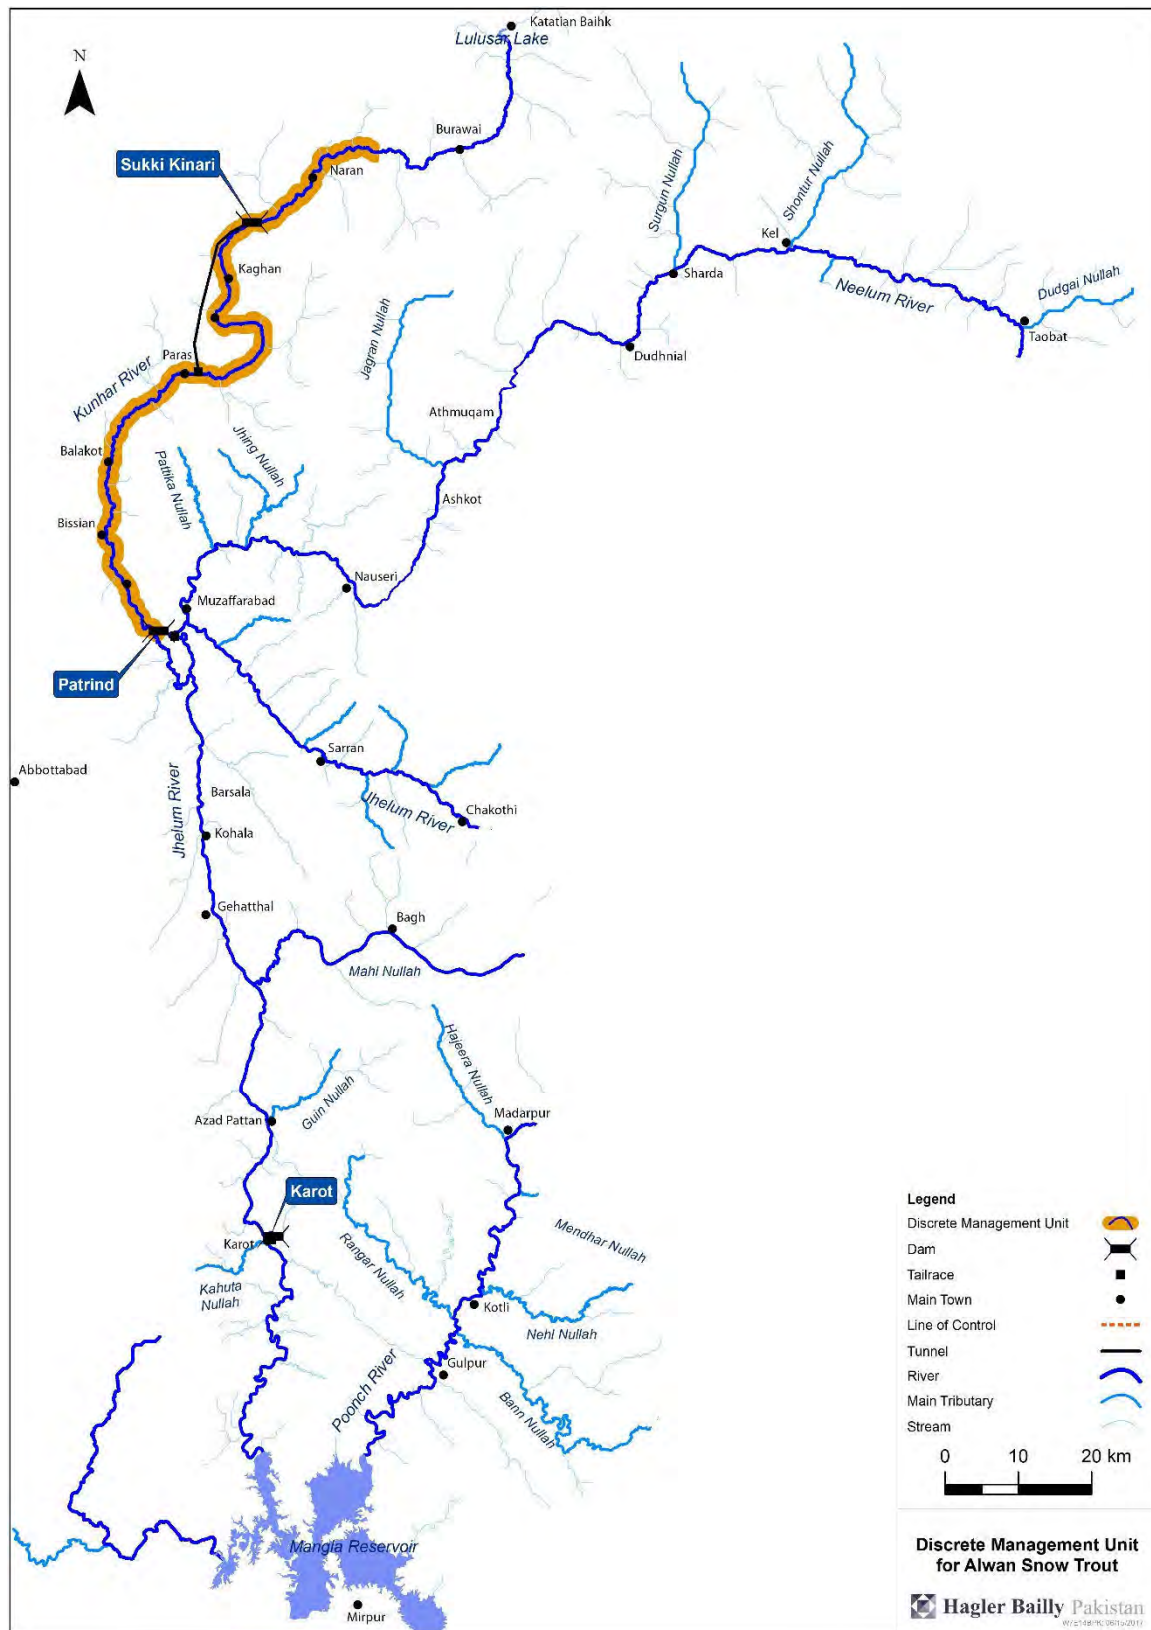 Katatian Baihk
Lulusar Lake
N
Burawai
Sukki Kinari
Naran
Surgun Nullah
Shontur Nullah
Kel
Kaghan
Sharda
Neelum River
Dudgai Nullah
Taobat
Jagran Nullah
Dudhnial
Paras
Kunhar River
Athmuqam
Balakot
Jhing Nullah
Pattika Nullah
Ashkot
Bissian
Nauseri
Muzaffarabad
Patrind
Abbottabad
Sarran
Jhelum River
Barsala
Jhelum River
Chakothi
Kohala
Gehatthal
Bagh
Mahl Nullah
Hajeera Nullah
Guin Nullah
Azad Pattan
Madarpur
Karot
Karot
Rangar Nullah
Mendhar Nullah
Kahuta
Nullah
Kotli
Nehl Nullah
Gulpur
Poonch River
Bann Nullah
Mangla Reservoir
Mirpur
Legend
Discrete Management Unit
Dam
Tailrace
Main Town
Line of Control
Tunnel
River
Main Tributary
Stream
0 10 20 km
Discrete Management Unit
for Alwan Snow Trout
Hagler Bailly Pakistan